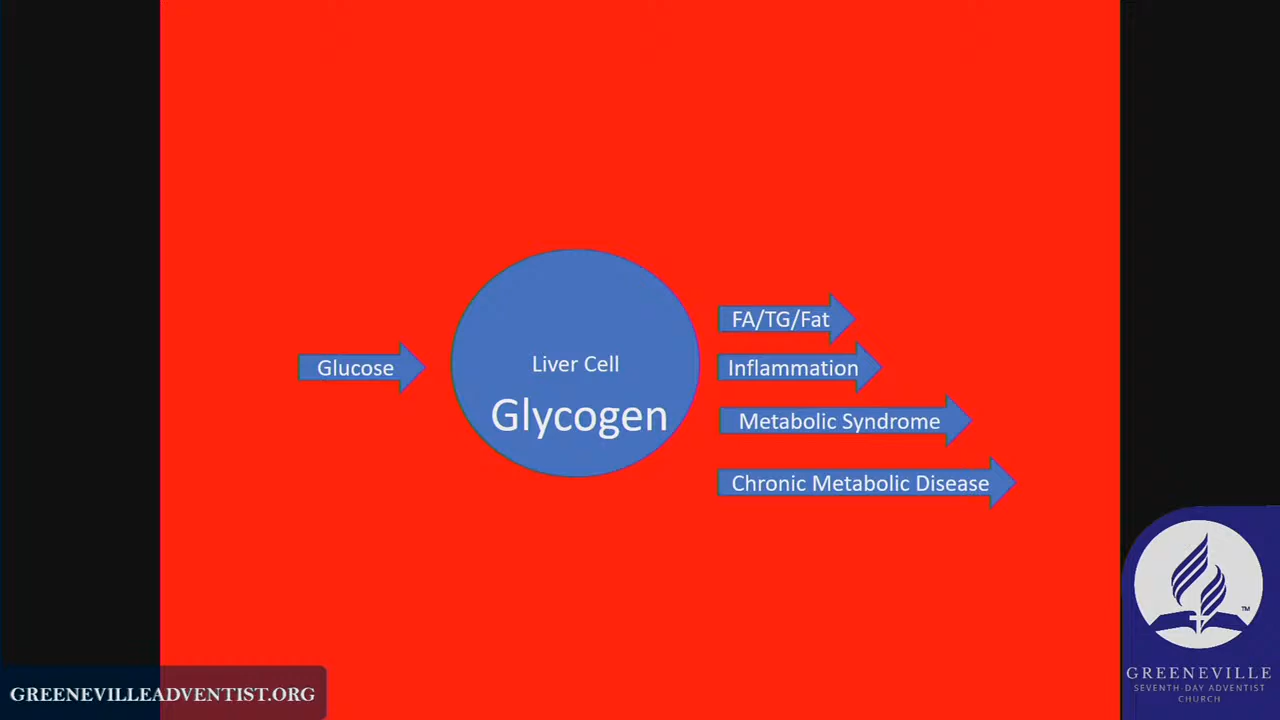 FA/TG/Fat
Liver Cell
Glucose
Inflammation
Glycogen
Metabolic Syndrome
Chronic Metabolic Disease
GREENEVILLE
SEVENTH-DAY ADVENTIST
CHURCH
GREENEVILLEADVENTIST.ORG
TM